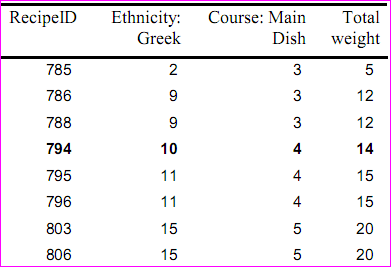 RecipeID Ethnicity: Course: Main Total
Greek Dish weight
785 2 3 5
786 9 3 12
788 9 3 12
794 10 4 14
795 11 4 15
796 11 4 15
803 15 5 20
806 15 5 20